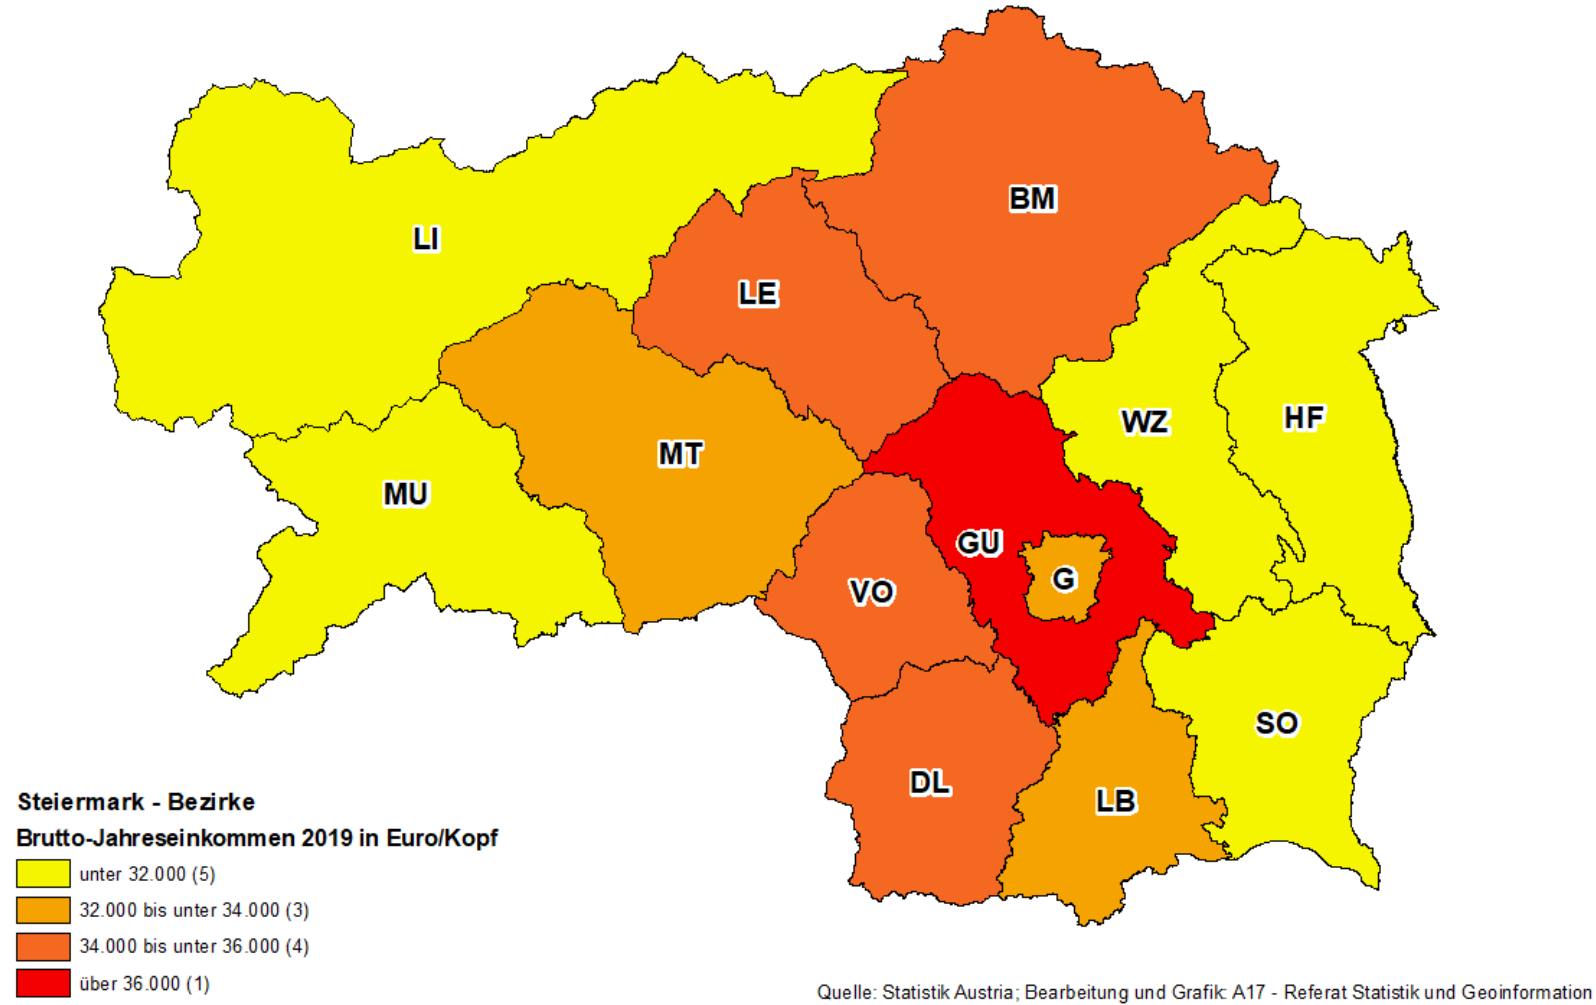 BM
LI
LE
WZ
HF
MT
MU
GU
G
VO
SO
DL
LB
Steiermark - Bezirke
Brutto-Jahreseinkommen 2019 in Euro/Kopf
unter 32.000 (5)
32.000 bis unter 34.000 (3)
34.000 bis unter 36.000 (4)
über 36.000 (1)
Quelle: Statistik Austria; Bearbeitung und Grafik: A17 - Referat Statistik und Geoinformation